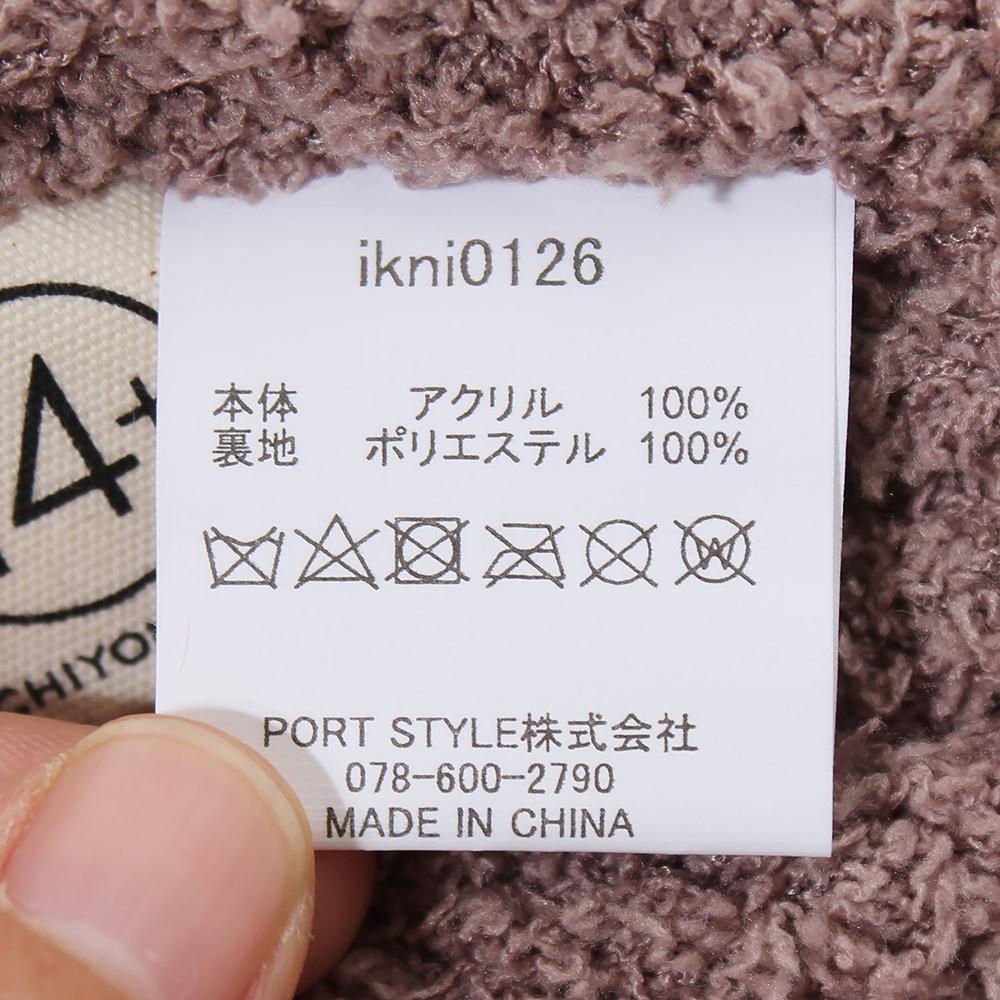 ikni0126
本体 アクリル 100%
裏地 ポリエステル 100%
W
PORT STYLE株式会社
078-600-2790
MADE IN CHINA
4+